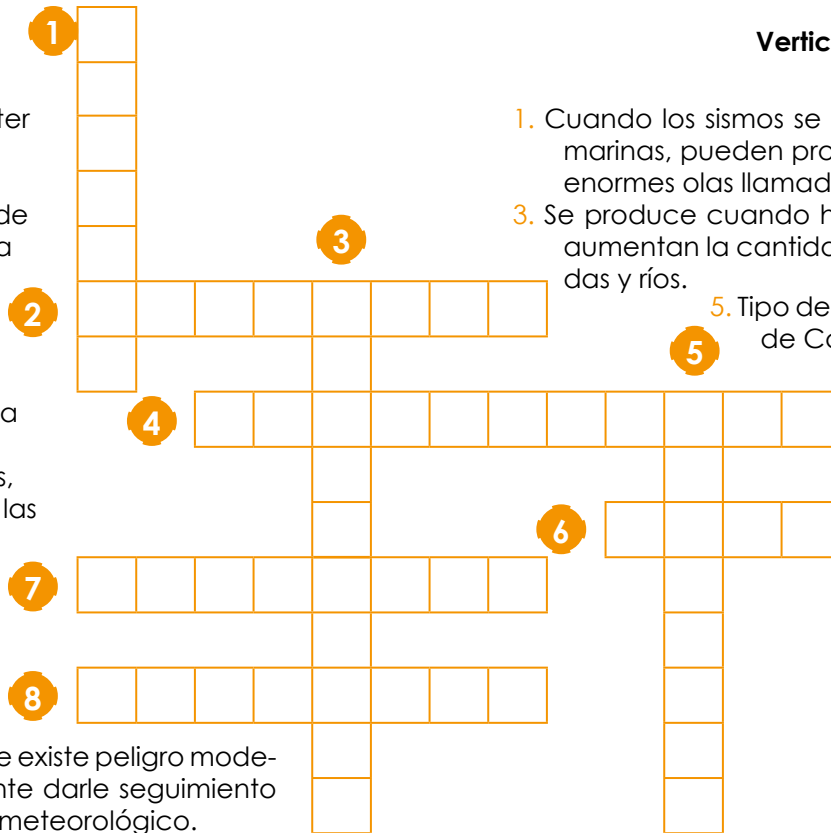 1
Vertic
ter
1. Cuando los sismos se
marinas, pueden pro
enormes olas llamad
de
a
3. Se produce cuando h
aumentan la cantida
das y ríos.
3
2
5. Tipo de
de Co
5
a
4
s,
las
6
7
8
e existe peligro mode-
nte darle seguimiento
meteorológico.